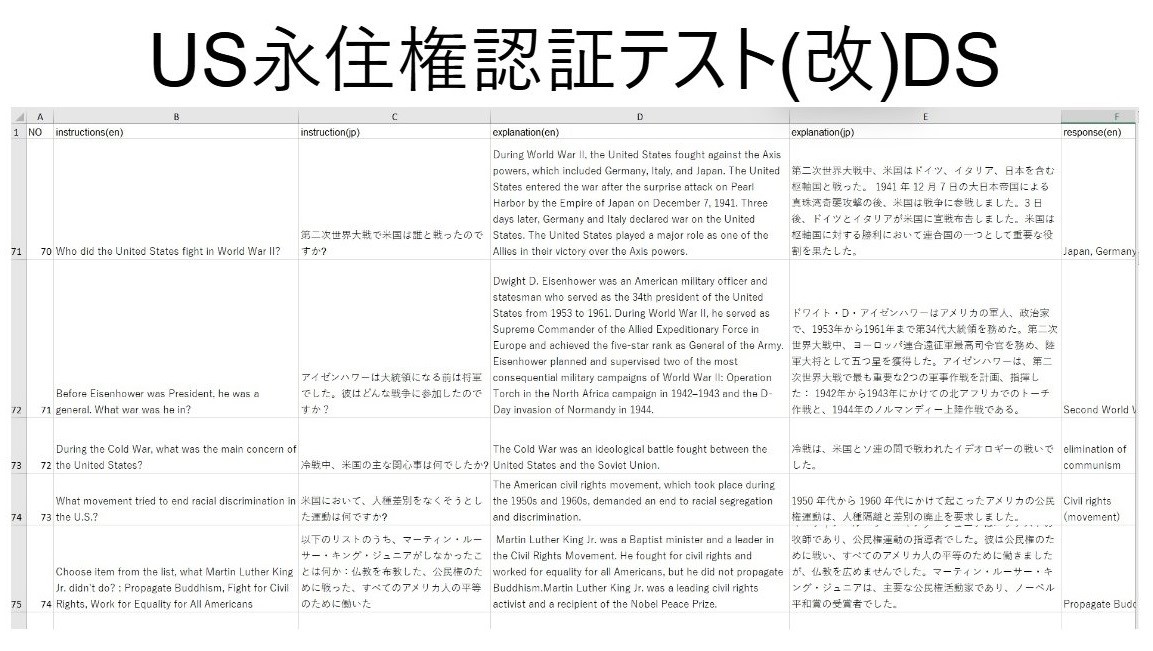 US永住権認証テスト(改)DS
A B C D E F
1 NO instructions(en) instruction(jp) explanation(en) explanation(jp) response(en)
71 70 Who did the United States fight in World War II?
第二次世界大戦で米国は誰と戦ったので
すか?
During World War II, the United States fought against the Axis
powers, which included Germany, Italy, and Japan. The United
States entered the war after the surprise attack on Pearl
Harbor by the Empire of Japan on December 7, 1941. Three
days later, Germany and Italy declared war on the United
States. The United States played a major role as one of the
Allies in their victory over the Axis powers.
第二次世界大戦中、米国はドイツ、イタリア、日本を含む
枢軸国と戦った。 1941 年 12 月 7 日の大日本帝国による
真珠湾奇襲攻撃の後、米国は戦争に参戦しました。3 日
後、ドイツとイタリアが米国に宣戦布告しました。米国は
枢軸国に対する勝利において連合国の一つとして重要な役
割を果たした。
Japan, Germany
72 71 Before Eisenhower was President, he was a
general. What war was he in?
アイゼンハワーは大統領になる前は将軍
でした。彼はどんな戦争に参加したので
すか？
Dwight D. Eisenhower was an American military officer and
statesman who served as the 34th president of the United
States from 1953 to 1961. During World War II, he served as
Supreme Commander of the Allied Expeditionary Force in
Europe and achieved the five-star rank as General of the Army.
Eisenhower planned and supervised two of the most
consequential military campaigns of World War II: Operation
Torch in the North Africa campaign in 1942–1943 and the D-
Day invasion of Normandy in 1944.
ドワイト・D・アイゼンハワーはアメリカの軍人、政治家
で、1953年から1961年まで第34代大統領を務めた。第二次
世界大戦中、ヨーロッパ連合遠征軍最高司令官を務め、陸
軍大将として五つ星を獲得した。アイゼンハワーは、第二
次世界大戦で最も重要な2つの軍事作戦を計画、指揮し
た： 1942年から1943年にかけての北アフリカでのトーチ
作戦と、1944年のノルマンディー上陸作戦である。
Second World
73 72 During the Cold War, what was the main concern of
the United States?
冷戦中、米国の主な関心事は何でしたか?
The Cold War was an ideological battle fought between the
United States and the Soviet Union.
冷戦は、米国とソ連の間で戦われたイデオロギーの戦いで
した。
elimination of
communism
74 73 What movement tried to end racial discrimination in
the U.S.?
米国において、人種差別をなくそうとし
た運動は何ですか?
The American civil rights movement, which took place during
the 1950s and 1960s, demanded an end to racial segregation
and discrimination.
1950 年代から 1960 年代にかけて起こったアメリカの公民
権運動は、人種隔離と差別の廃止を要求しました。
Civil rights
(movement)
75 74 Choose item from the list, what Martin Luther King
Jr. didn't do? : Propagate Buddhism, Fight for Civil
Rights, Work for Equality for All Americans
以下のリストのうち、マーティン・ルー
サー・キング・ジュニアがしなかったこ
とは何か：仏教を布教した、公民権のた
めに戦った、すべてのアメリカ人の平等
のために働いた
Martin Luther King Jr. was a Baptist minister and a leader in
the Civil Rights Movement. He fought for civil rights and
worked for equality for all Americans, but he did not propagate
Buddhism.Martin Luther King Jr. was a leading civil rights
activist and a recipient of the Nobel Peace Prize.
牧師であり、公民権運動の指導者でした。彼は公民権のた
めに戦い、すべてのアメリカ人の平等のために働きました
が、仏教を広めませんでした。マーティン・ルーサー・キ
ング・ジュニアは、主要な公民権活動家であり、ノーベル
平和賞の受賞者でした。
Propagate